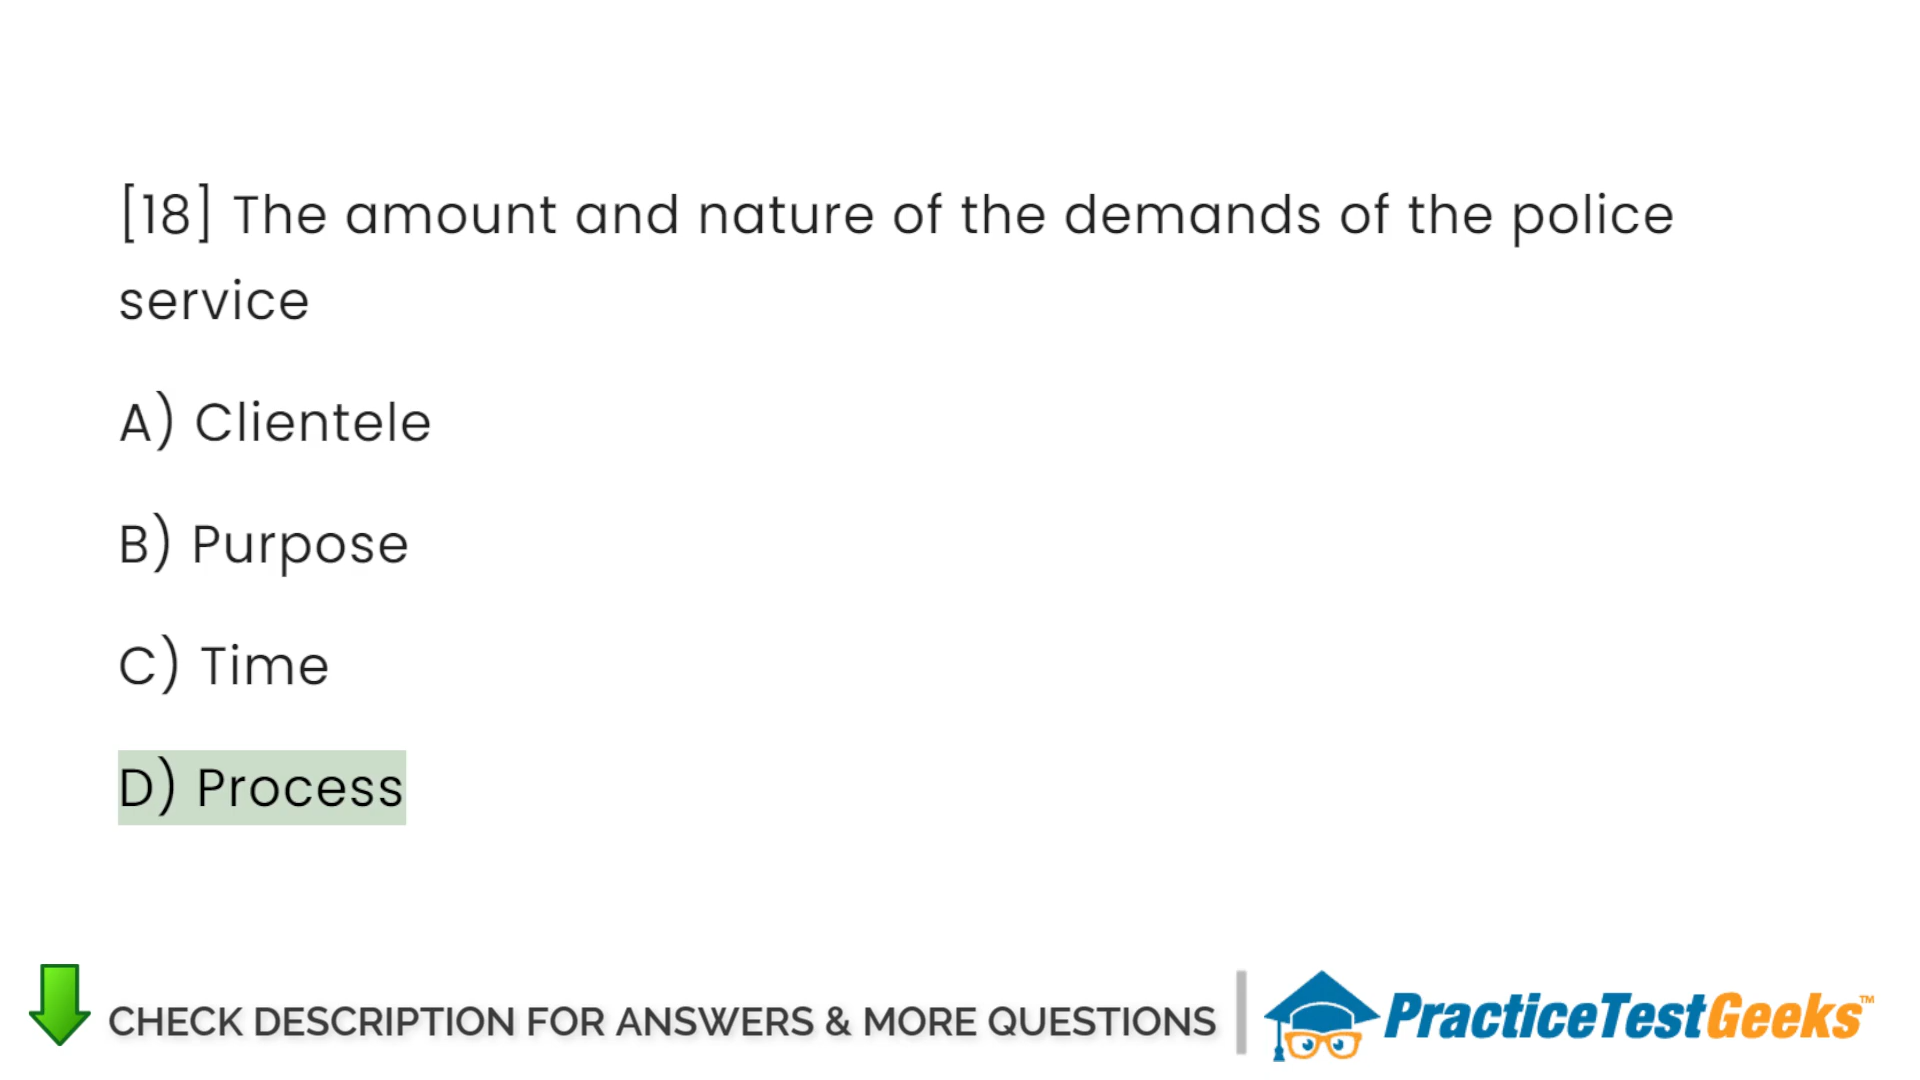 [18] The amount and nature of the demands of the police
service
A) Clientele
B) Purpose
C) Time
D) Process
CHECK DESCRIPTION FOR ANSWERS & MORE QUESTIONS
PracticeTestGeeks™